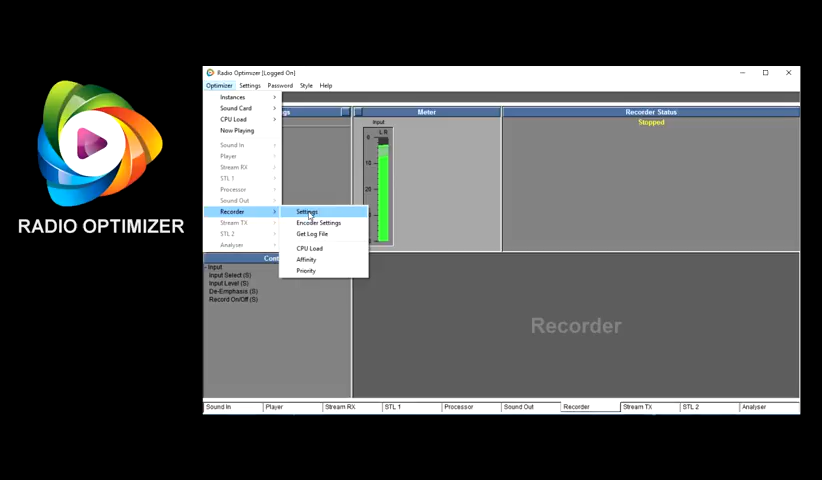 RADIO OPTIMIZER
Radio Optimizer [Logged On]
Optimizer Settings Password Style Help
Instances
Sound Card
CPU Load
Now Playing
Sound In
Player
Stream RX
STL 1
Processor
Sound Out
Recorder
Stream TX
STL 2
Analyser
Settings
Encoder Settings
Get Log File
CPU Load
Affinity
Priority
Meter
Input
L R
0
10
20
Recorder Status
Stopped
Input
Input Select (S)
Input Level (S)
De-Emphasis (S)
Record On/Off (S)
Recorder
Sound In Player Stream RX STL 1 Processor Sound Out Recorder Stream TX STL 2 Analyser